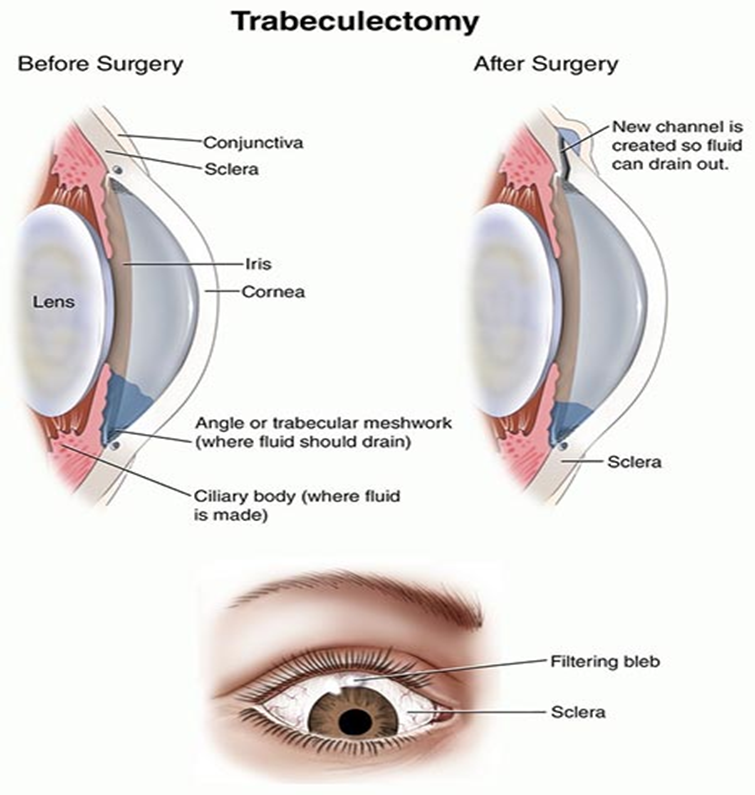 Trabeculectomy
Before Surgery
Conjunctiva
Sclera
Iris
Cornea
Lens
Angle or trabecular meshwork
(where fluid should drain)
Ciliary body (where fluid
is made)
After Surgery
New channel is
created so fluid
can drain out.
Sclera
Filtering bleb
Sclera